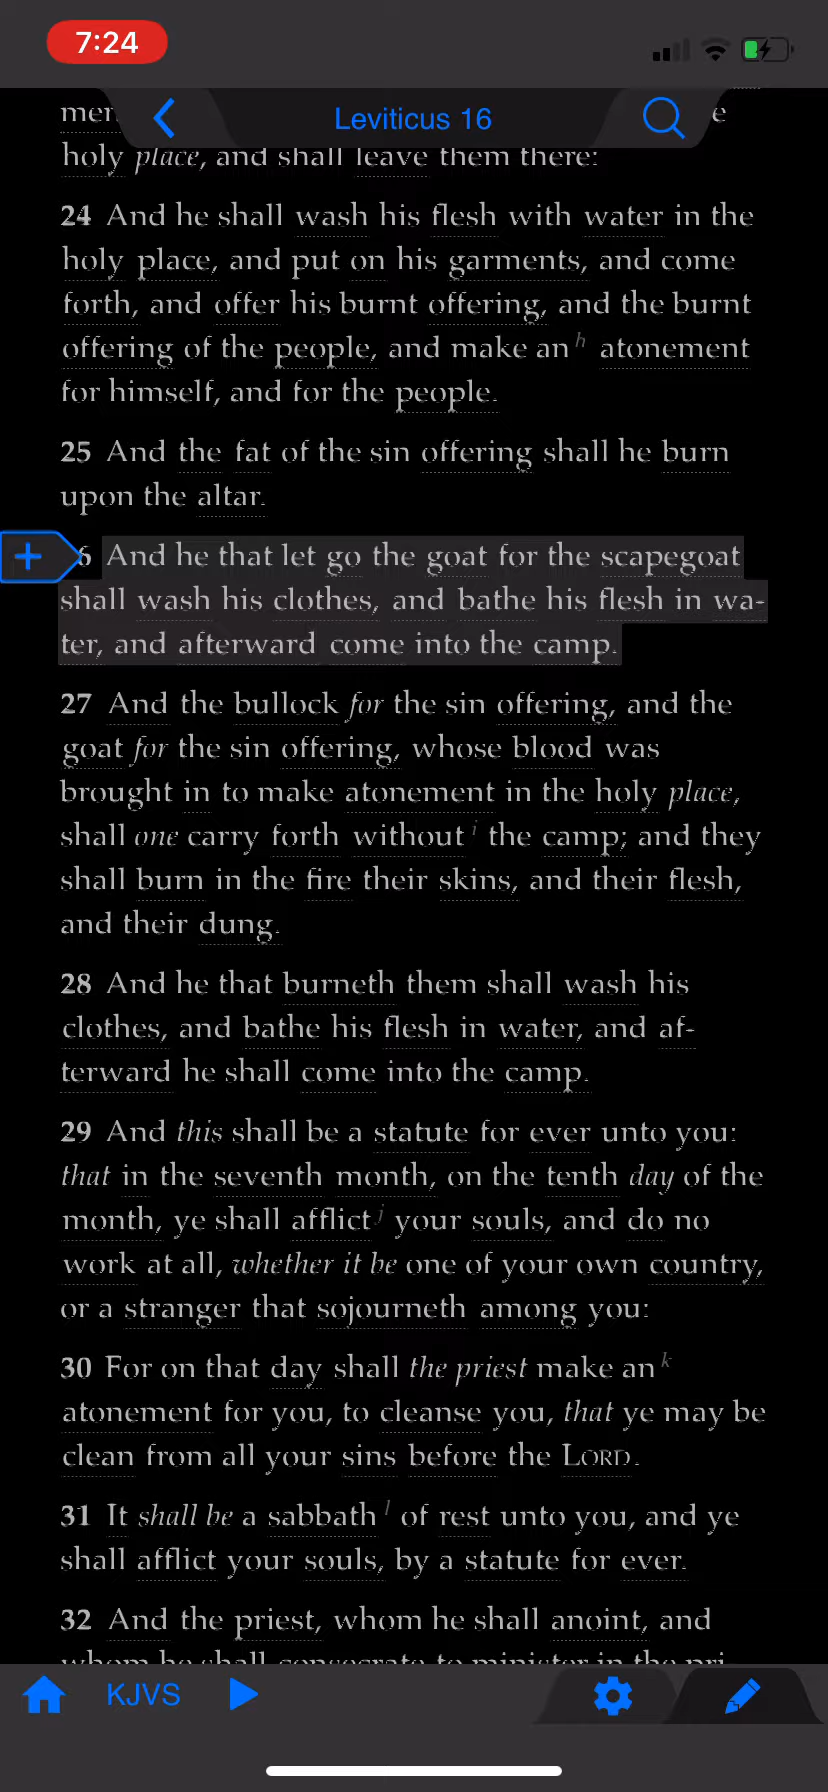 7:24
Leviticus 16
holy place, and shall leave them there:
24 And he shall wash his flesh with water in the
holy place, and put on his garments, and come
forth, and offer his burnt offering, and the burnt
offering of the people, and make an h atonement
for himself, and for the people.
25 And the fat of the sin offering shall he burn
upon the altar.
6 And he that let go the goat for the scapegoat
shall wash his clothes, and bathe his flesh in wa-
ter, and afterward come into the camp.
27 And the bullock for the sin offering, and the
goat for the sin offering, whose blood was
brought in to make atonement in the holy place,
shall one carry forth without i the camp; and they
shall burn in the fire their skins, and their flesh,
and their dung.
28 And he that burneth them shall wash his
clothes, and bathe his flesh in water, and af-
terward he shall come into the camp.
29 And this shall be a statute for ever unto you:
that in the seventh month, on the tenth day of the
month, ye shall afflict j your souls, and do no
work at all, whether it be one of your own country,
or a stranger that sojourneth among you:
30 For on that day shall the priest make an k
atonement for you, to cleanse you, that ye may be
clean from all your sins before the LORD.
31 It shall be a sabbath l of rest unto you, and ye
shall afflict your souls, by a statute for ever.
32 And the priest, whom he shall anoint, and
whom he shall consecrate to minister in the pri-
KJVS